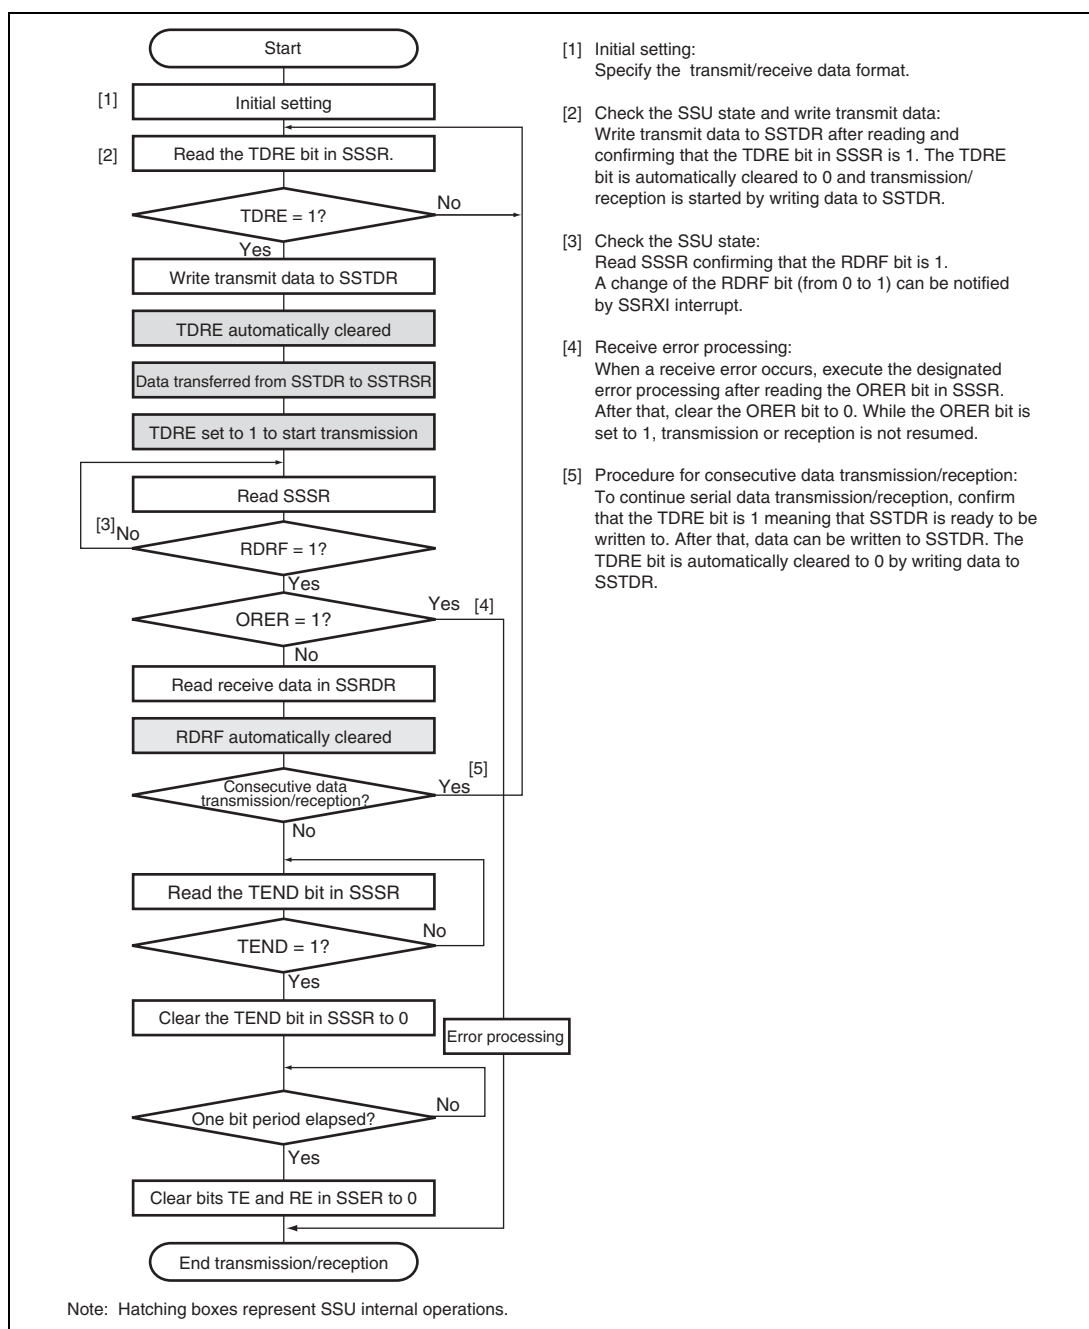 Start
[1] Initial setting
[2] Read the TDRE bit in SSSR.
TDRE = 1?
No
Yes
Write transmit data to SSTDR
TDRE automatically cleared
Data transferred from SSTDR to SSTRSR
TDRE set to 1 to start transmission
Read SSSR
[3] No
RDRF = 1?
Yes
ORER = 1?
Yes [4]
No
Read receive data in SSRDR
RDRF automatically cleared
[5]
Consecutive data
transmission/reception?
Yes
No
Read the TEND bit in SSSR
TEND = 1?
No
Yes
Clear the TEND bit in SSSR to 0
Error processing
One bit period elapsed?
No
Yes
Clear bits TE and RE in SSER to 0
End transmission/reception
[1] Initial setting:
Specify the transmit/receive data format.
[2] Check the SSU state and write transmit data:
Write transmit data to SSTDR after reading and
confirming that the TDRE bit in SSSR is 1. The TDRE
bit is automatically cleared to 0 and transmission/
reception is started by writing data to SSTDR.
[3] Check the SSU state:
Read SSSR confirming that the RDRF bit is 1.
A change of the RDRF bit (from 0 to 1) can be notified
by SSRXI interrupt.
[4] Receive error processing:
When a receive error occurs, execute the designated
error processing after reading the ORER bit in SSSR.
After that, clear the ORER bit to 0. While the ORER bit is
set to 1, transmission or reception is not resumed.
[5] Procedure for consecutive data transmission/reception:
To continue serial data transmission/reception, confirm
that the TDRE bit is 1 meaning that SSTDR is ready to be
written to. After that, data can be written to SSTDR. The
TDRE bit is automatically cleared to 0 by writing data to
SSTDR.
Note: Hatching boxes represent SSU internal operations.